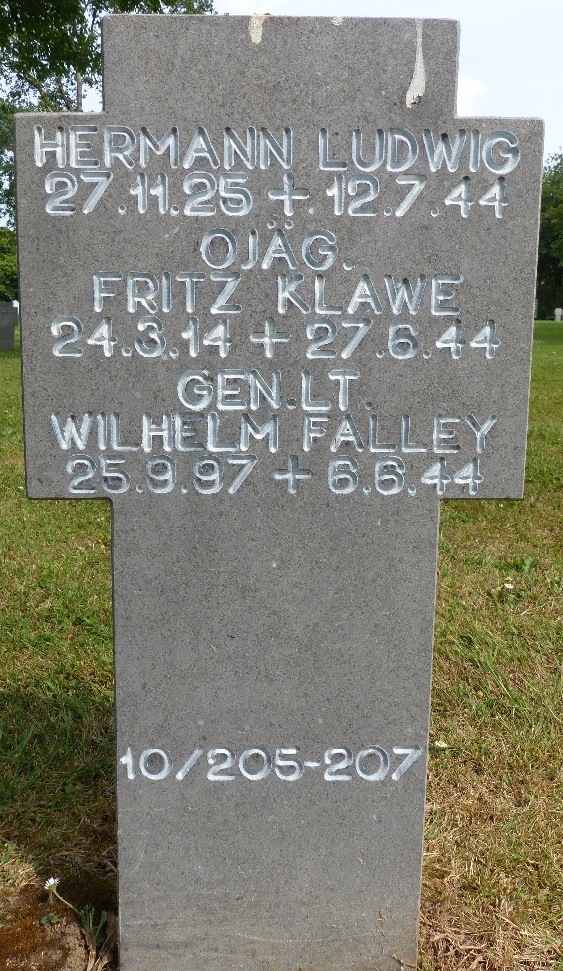 HERMANN LUDWIG
27.11.25 + 12.7.44
OJÄG.
FRITZ KLAWE
24.3.14 + 27.6.44
GEN.LT.
WILHELM FALLEY
25.9.97 + 6.6.44
10/205-207